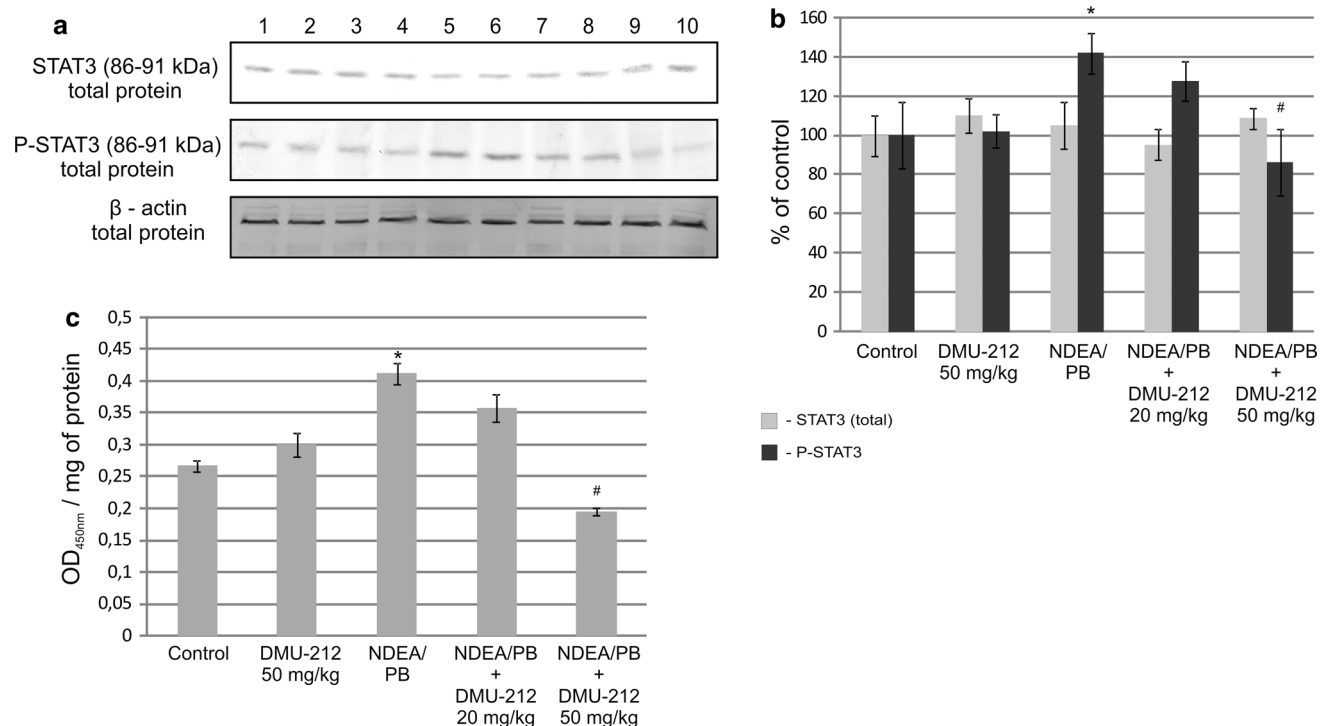 a
1 2 3 4 5 6 7 8 9 10
STAT3 (86-91 kDa)
total protein
P-STAT3 (86-91 kDa)
total protein
β - actin
total protein
b
% of control
160
140
120
100
80
60
40
20
0
*
#
Control
DMU-212
50 mg/kg
NDEA/
PB
NDEA/PB
+
DMU-212
20 mg/kg
NDEA/PB
+
DMU-212
50 mg/kg
- STAT3 (total)
- P-STAT3
c
OD450nm / mg of protein
0,5
0,45
0,4
0,35
0,3
0,25
0,2
0,15
0,1
0,05
0
*
#
Control
DMU-212
50 mg/kg
NDEA/
PB
NDEA/PB
+
DMU-212
20 mg/kg
NDEA/PB
+
DMU-212
50 mg/kg